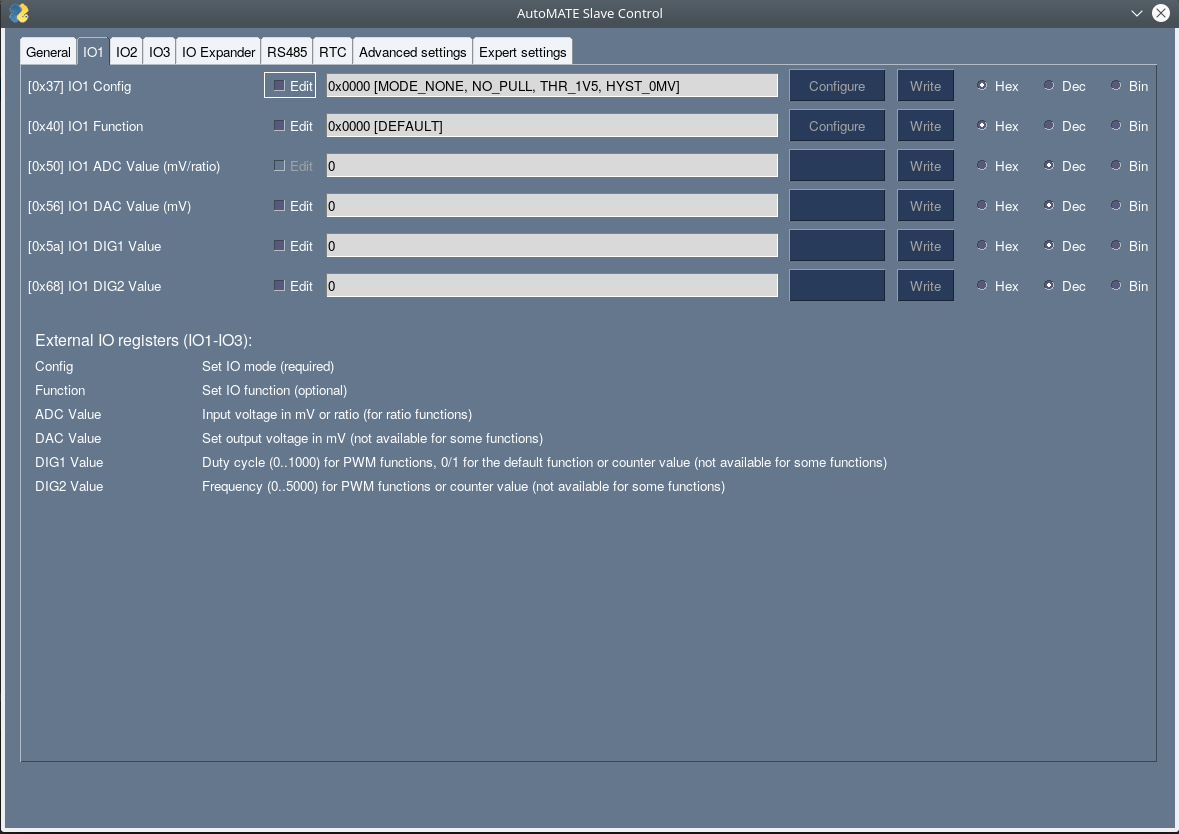 AutoMATE Slave Control
General IO1 IO2 IO3 IO Expander RS485 RTC Advanced settings Expert settings
[0x37] IO1 Config Edit 0x0000 [MODE_NONE, NO_PULL, THR_1V5, HYST_0MV] Configure Write Hex Dec Bin
[0x40] IO1 Function Edit 0x0000 [DEFAULT] Configure Write Hex Dec Bin
[0x50] IO1 ADC Value (mV/ratio) Edit 0 Write Hex Dec Bin
[0x56] IO1 DAC Value (mV) Edit 0 Write Hex Dec Bin
[0x5a] IO1 DIG1 Value Edit 0 Write Hex Dec Bin
[0x68] IO1 DIG2 Value Edit 0 Write Hex Dec Bin
External IO registers (IO1-IO3):
Config Set IO mode (required)
Function Set IO function (optional)
ADC Value Input voltage in mV or ratio (for ratio functions)
DAC Value Set output voltage in mV (not available for some functions)
DIG1 Value Duty cycle (0..1000) for PWM functions, 0/1 for the default function or counter value (not available for some functions)
DIG2 Value Frequency (0..5000) for PWM functions or counter value (not available for some functions)